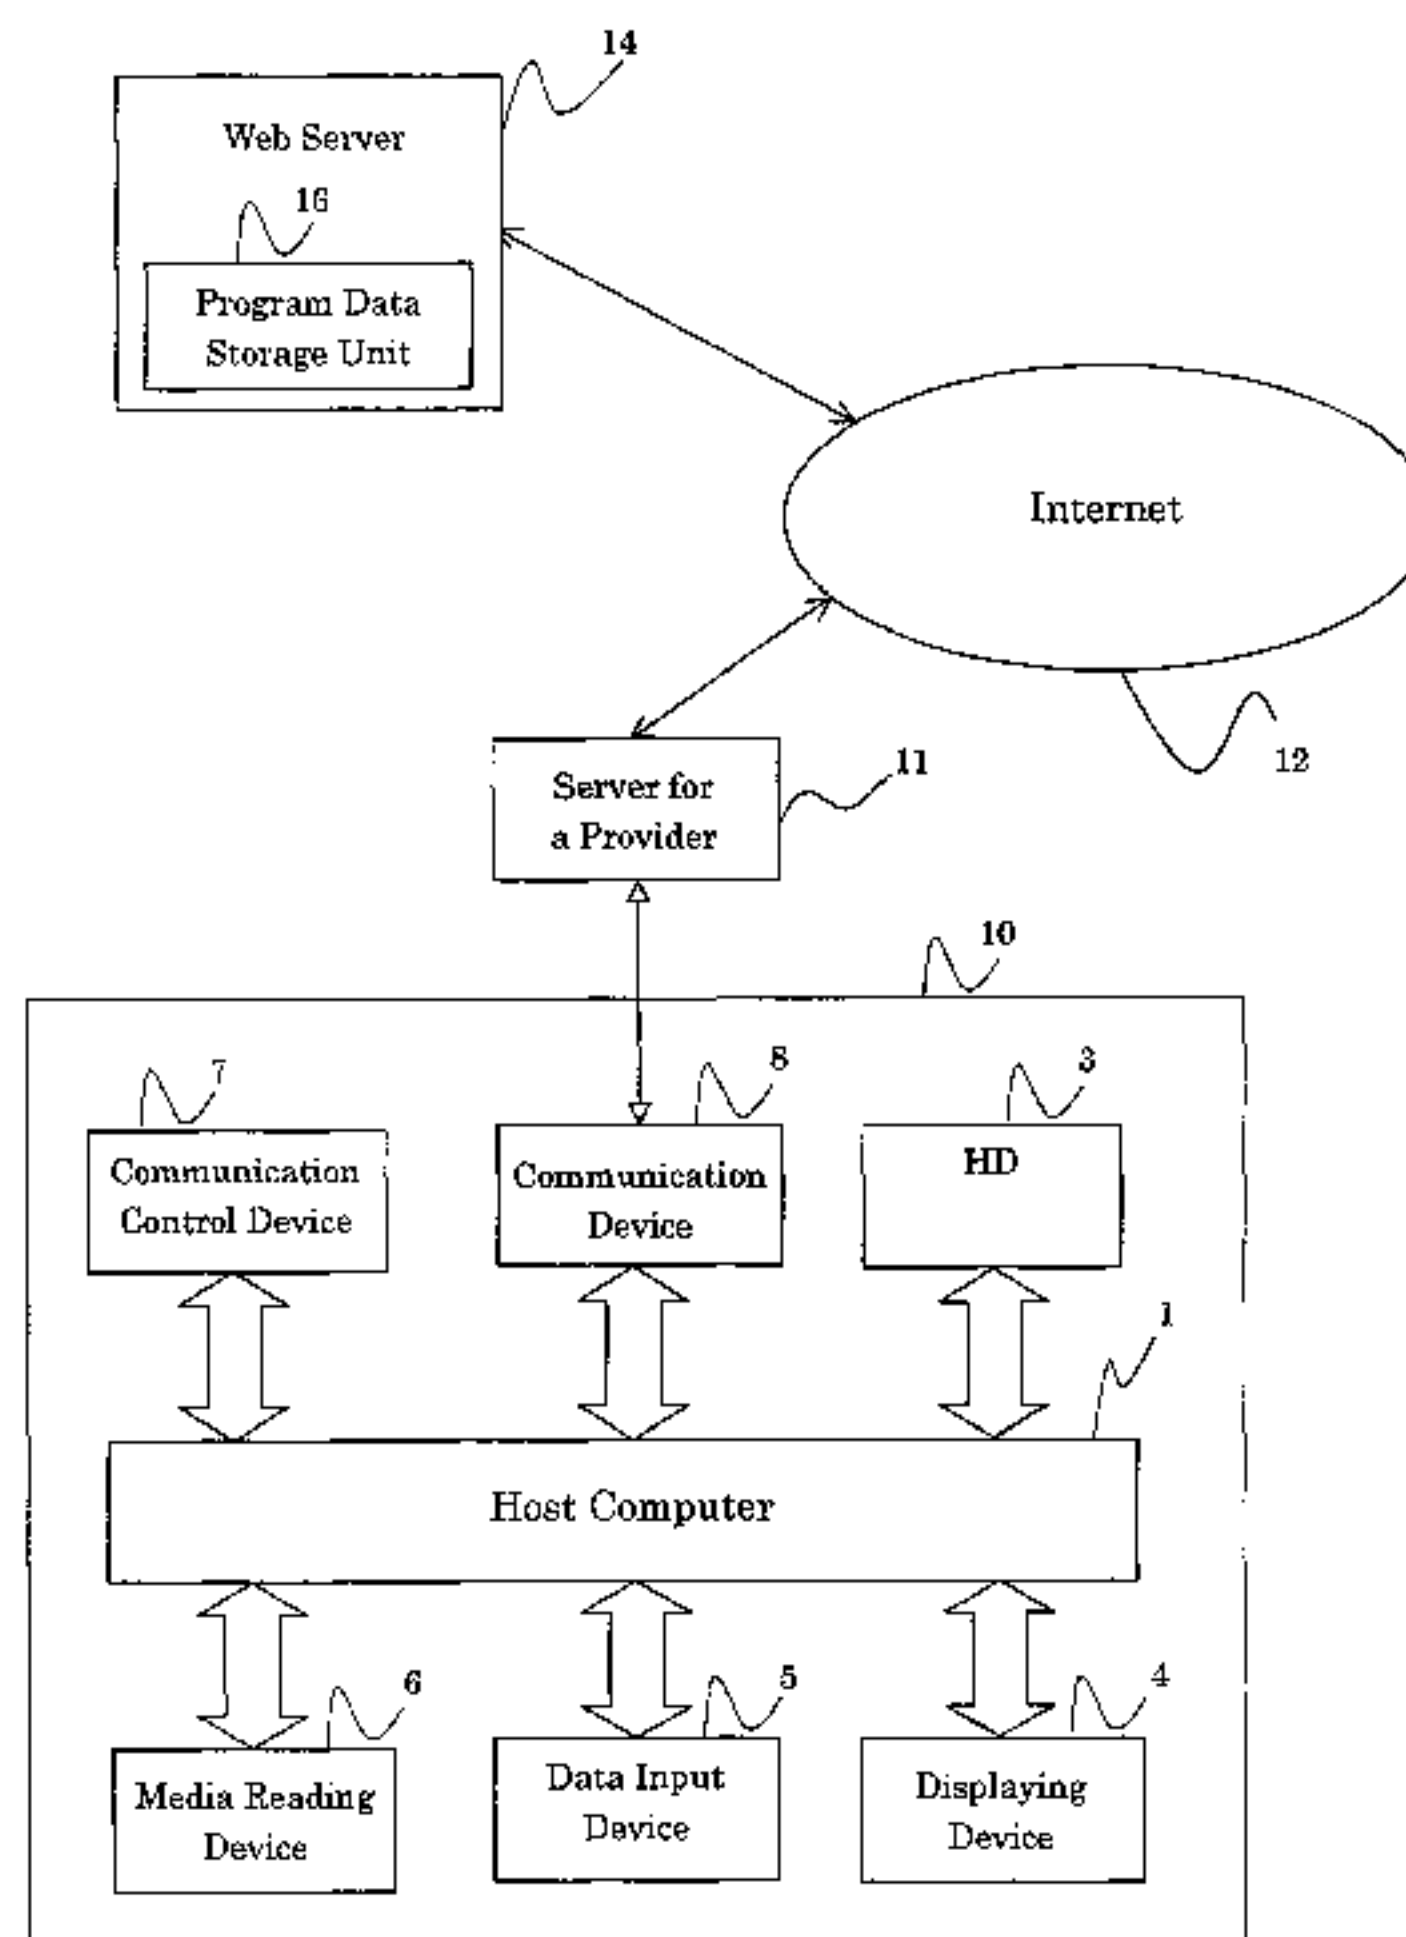 14
Web Server
16
Program Data
Storage Unit
Internet
12
11
Server for
a Provider
10
7
8
3
Communication
Control Device
Communication
Device
HD
1
Host Computer
6
5
4
Media Reading
Device
Data Input
Device
Displaying
Device